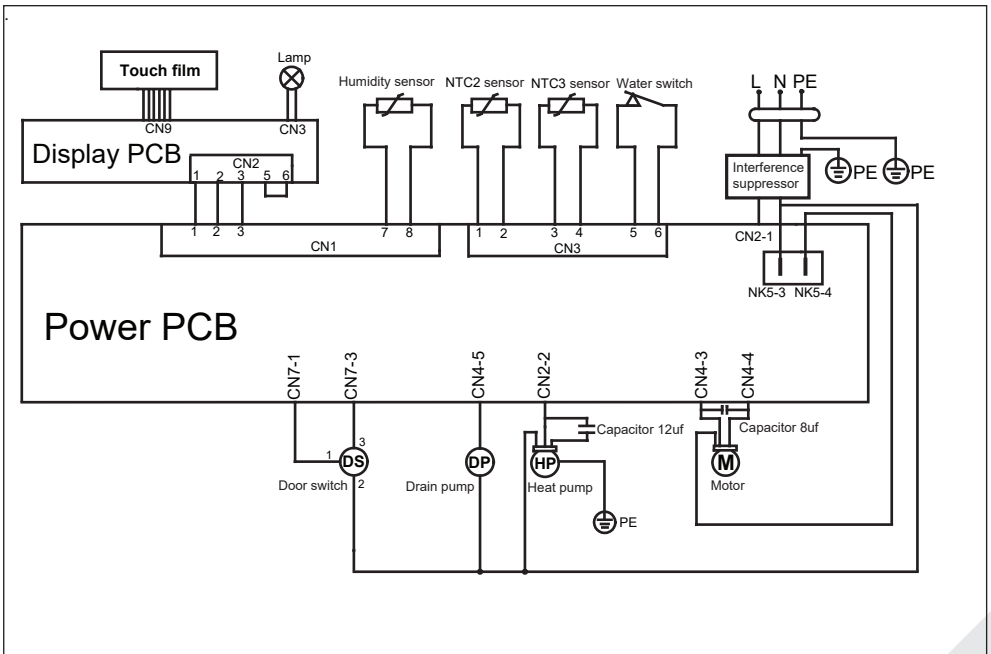 Touch film
Lamp
Humidity sensor
NTC2 sensor
NTC3 sensor
Water switch
L N PE
CN9
CN3
Display PCB
CN2
1 2 3 5 6
Interference
suppressor
PE
PE
1 2 3
7 8
CN1
1 2 3 4 5 6
CN3
CN2-1
NK5-3 NK5-4
Power PCB
CN7-1
CN7-3
CN4-5
CN2-2
CN4-3
CN4-4
Capacitor 12uf
Capacitor 8uf
3
1
DS
2
DP
HP
M
Door switch
Drain pump
Heat pump
Motor
PE